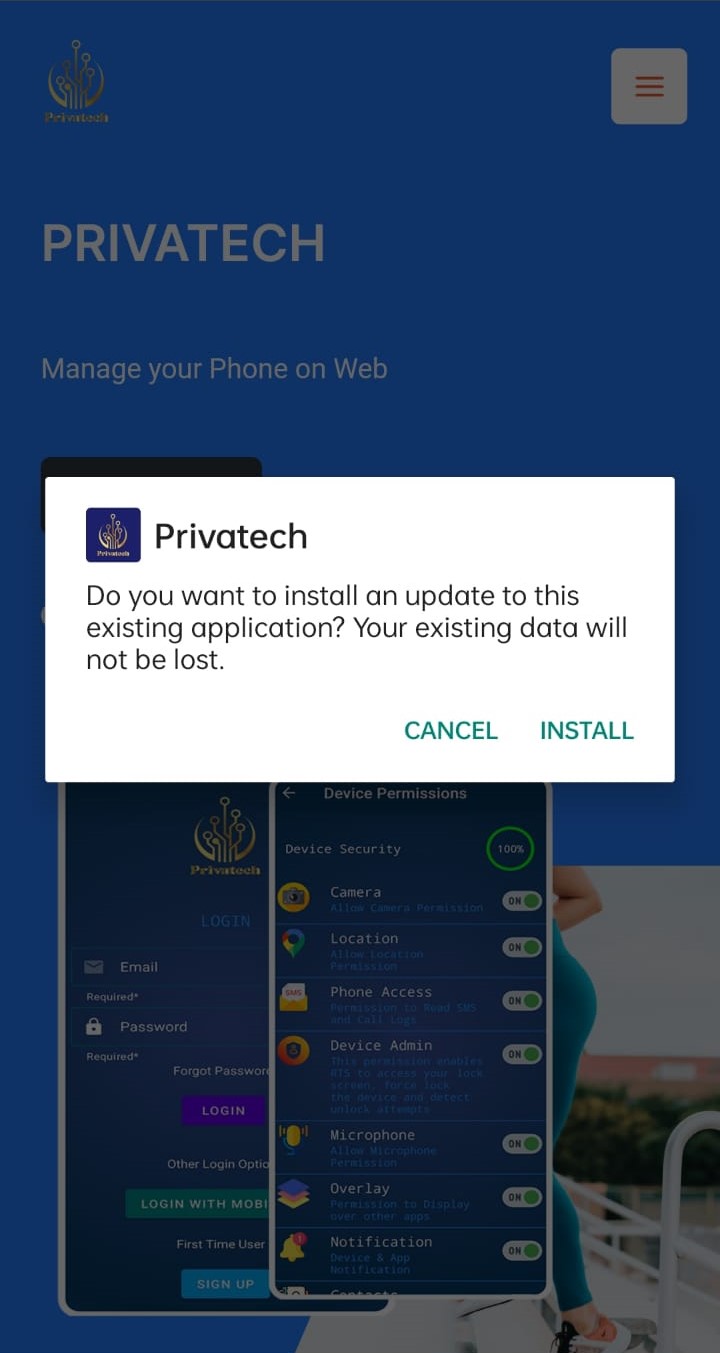 Privatech
PRIVATECH
Manage your Phone on Web
Privatech
Privatech
Do you want to install an update to this
existing application? Your existing data will
not be lost.
CANCEL
INSTALL
Privatech
LOGIN
Email
Required*
Password
Required*
Forgot Passwor
LOGIN
Other Login Optio
LOGIN WITH MOBI
First Time User
SIGN UP
Device Permissions
Device Security
100%
Camera
Allow Camera Permission
ON
Location
Allow Location
Permission
ON
SMS
Phone Access
Permission to Read SMS
and Call Logs
ON
Device Admin
This permission enables
RTS to access your lock
screen, force lock
the device and detect
unlock attempts
ON
Microphone
Allow Microphone
Permission
ON
Overlay
Permission to Display
over other apps
ON
1
Notification
Device & App
Notification
ON
Contacts